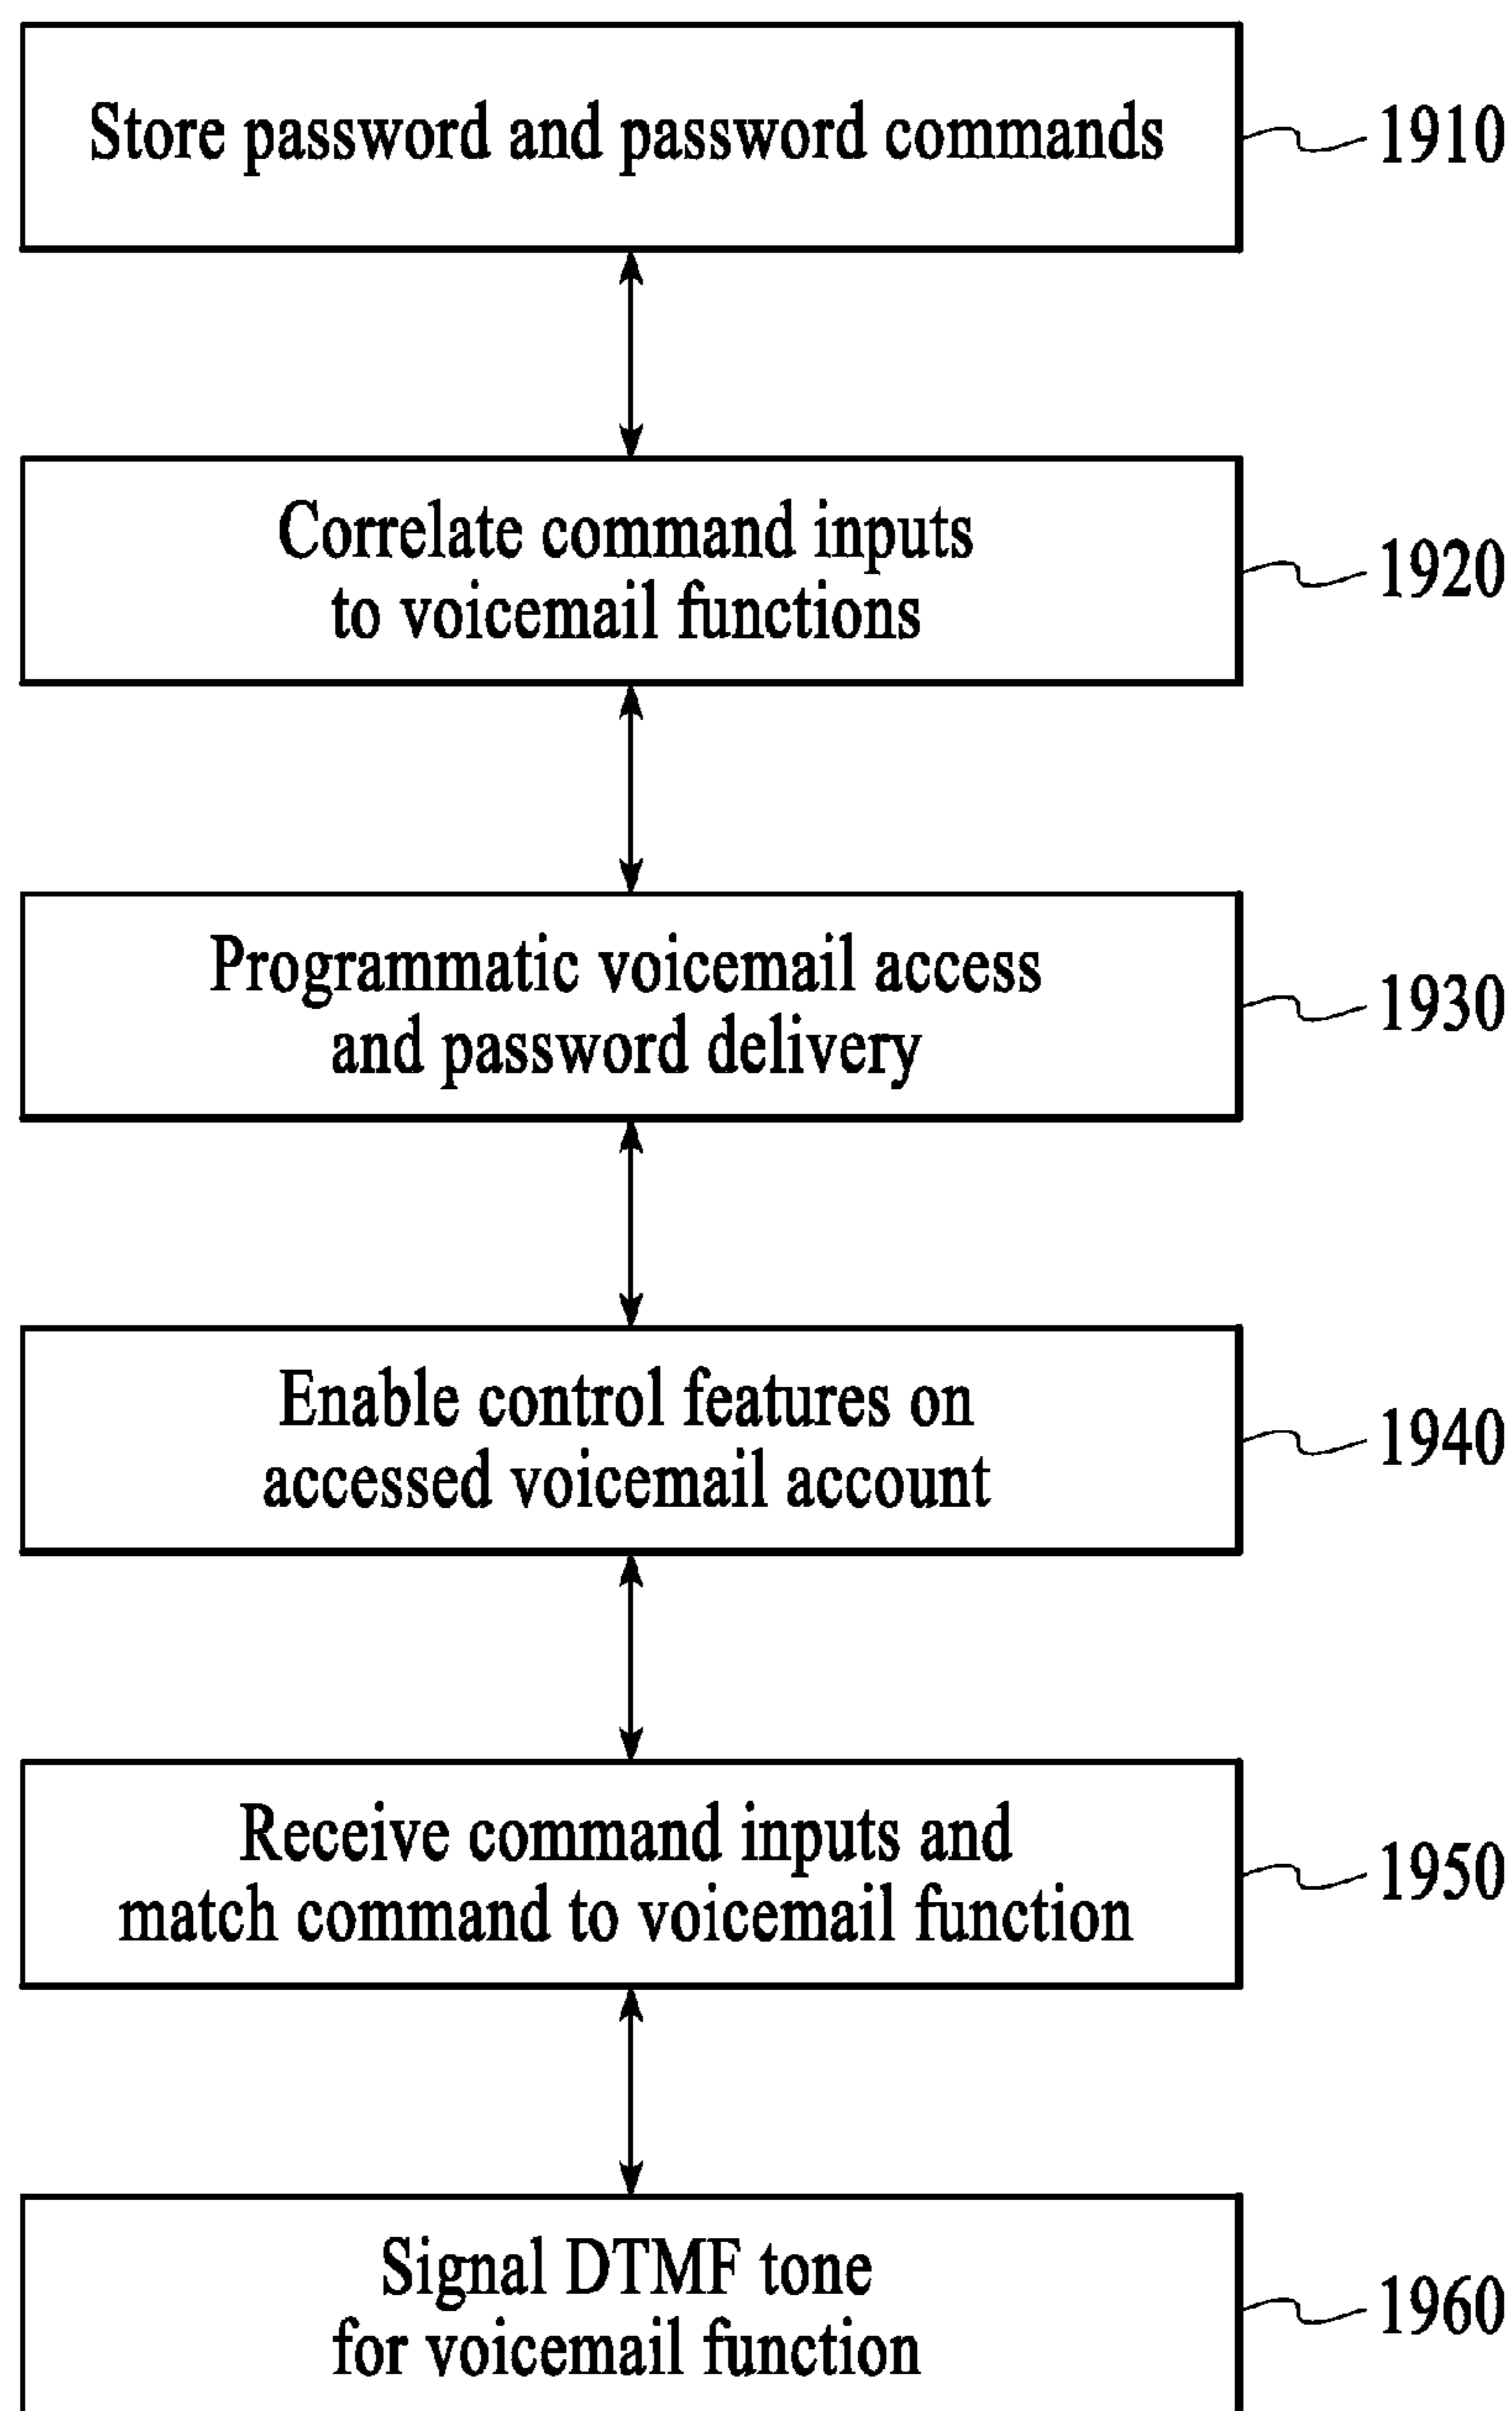 Store password and password commands
1910
Correlate command inputs
to voicemail functions
1920
Programmatic voicemail access
and password delivery
1930
Enable control features on
accessed voicemail account
1940
Receive command inputs and
match command to voicemail function
1950
Signal DTMF tone
for voicemail function
1960